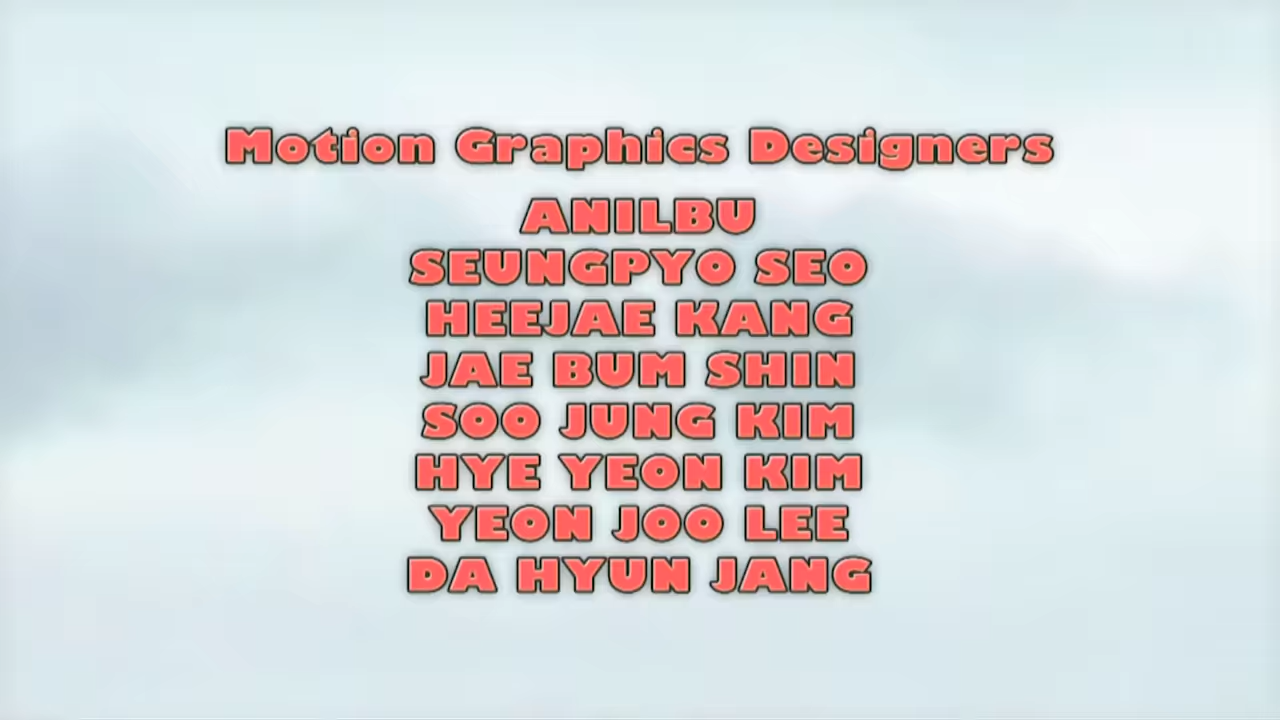 Motion Graphics Designers
ANILBU
SEUNGPYO SEO
HEEJAE KANG
JAE BUM SHIN
SOO JUNG KIM
HYE YEON KIM
YEON JOO LEE
DA HYUN JANG